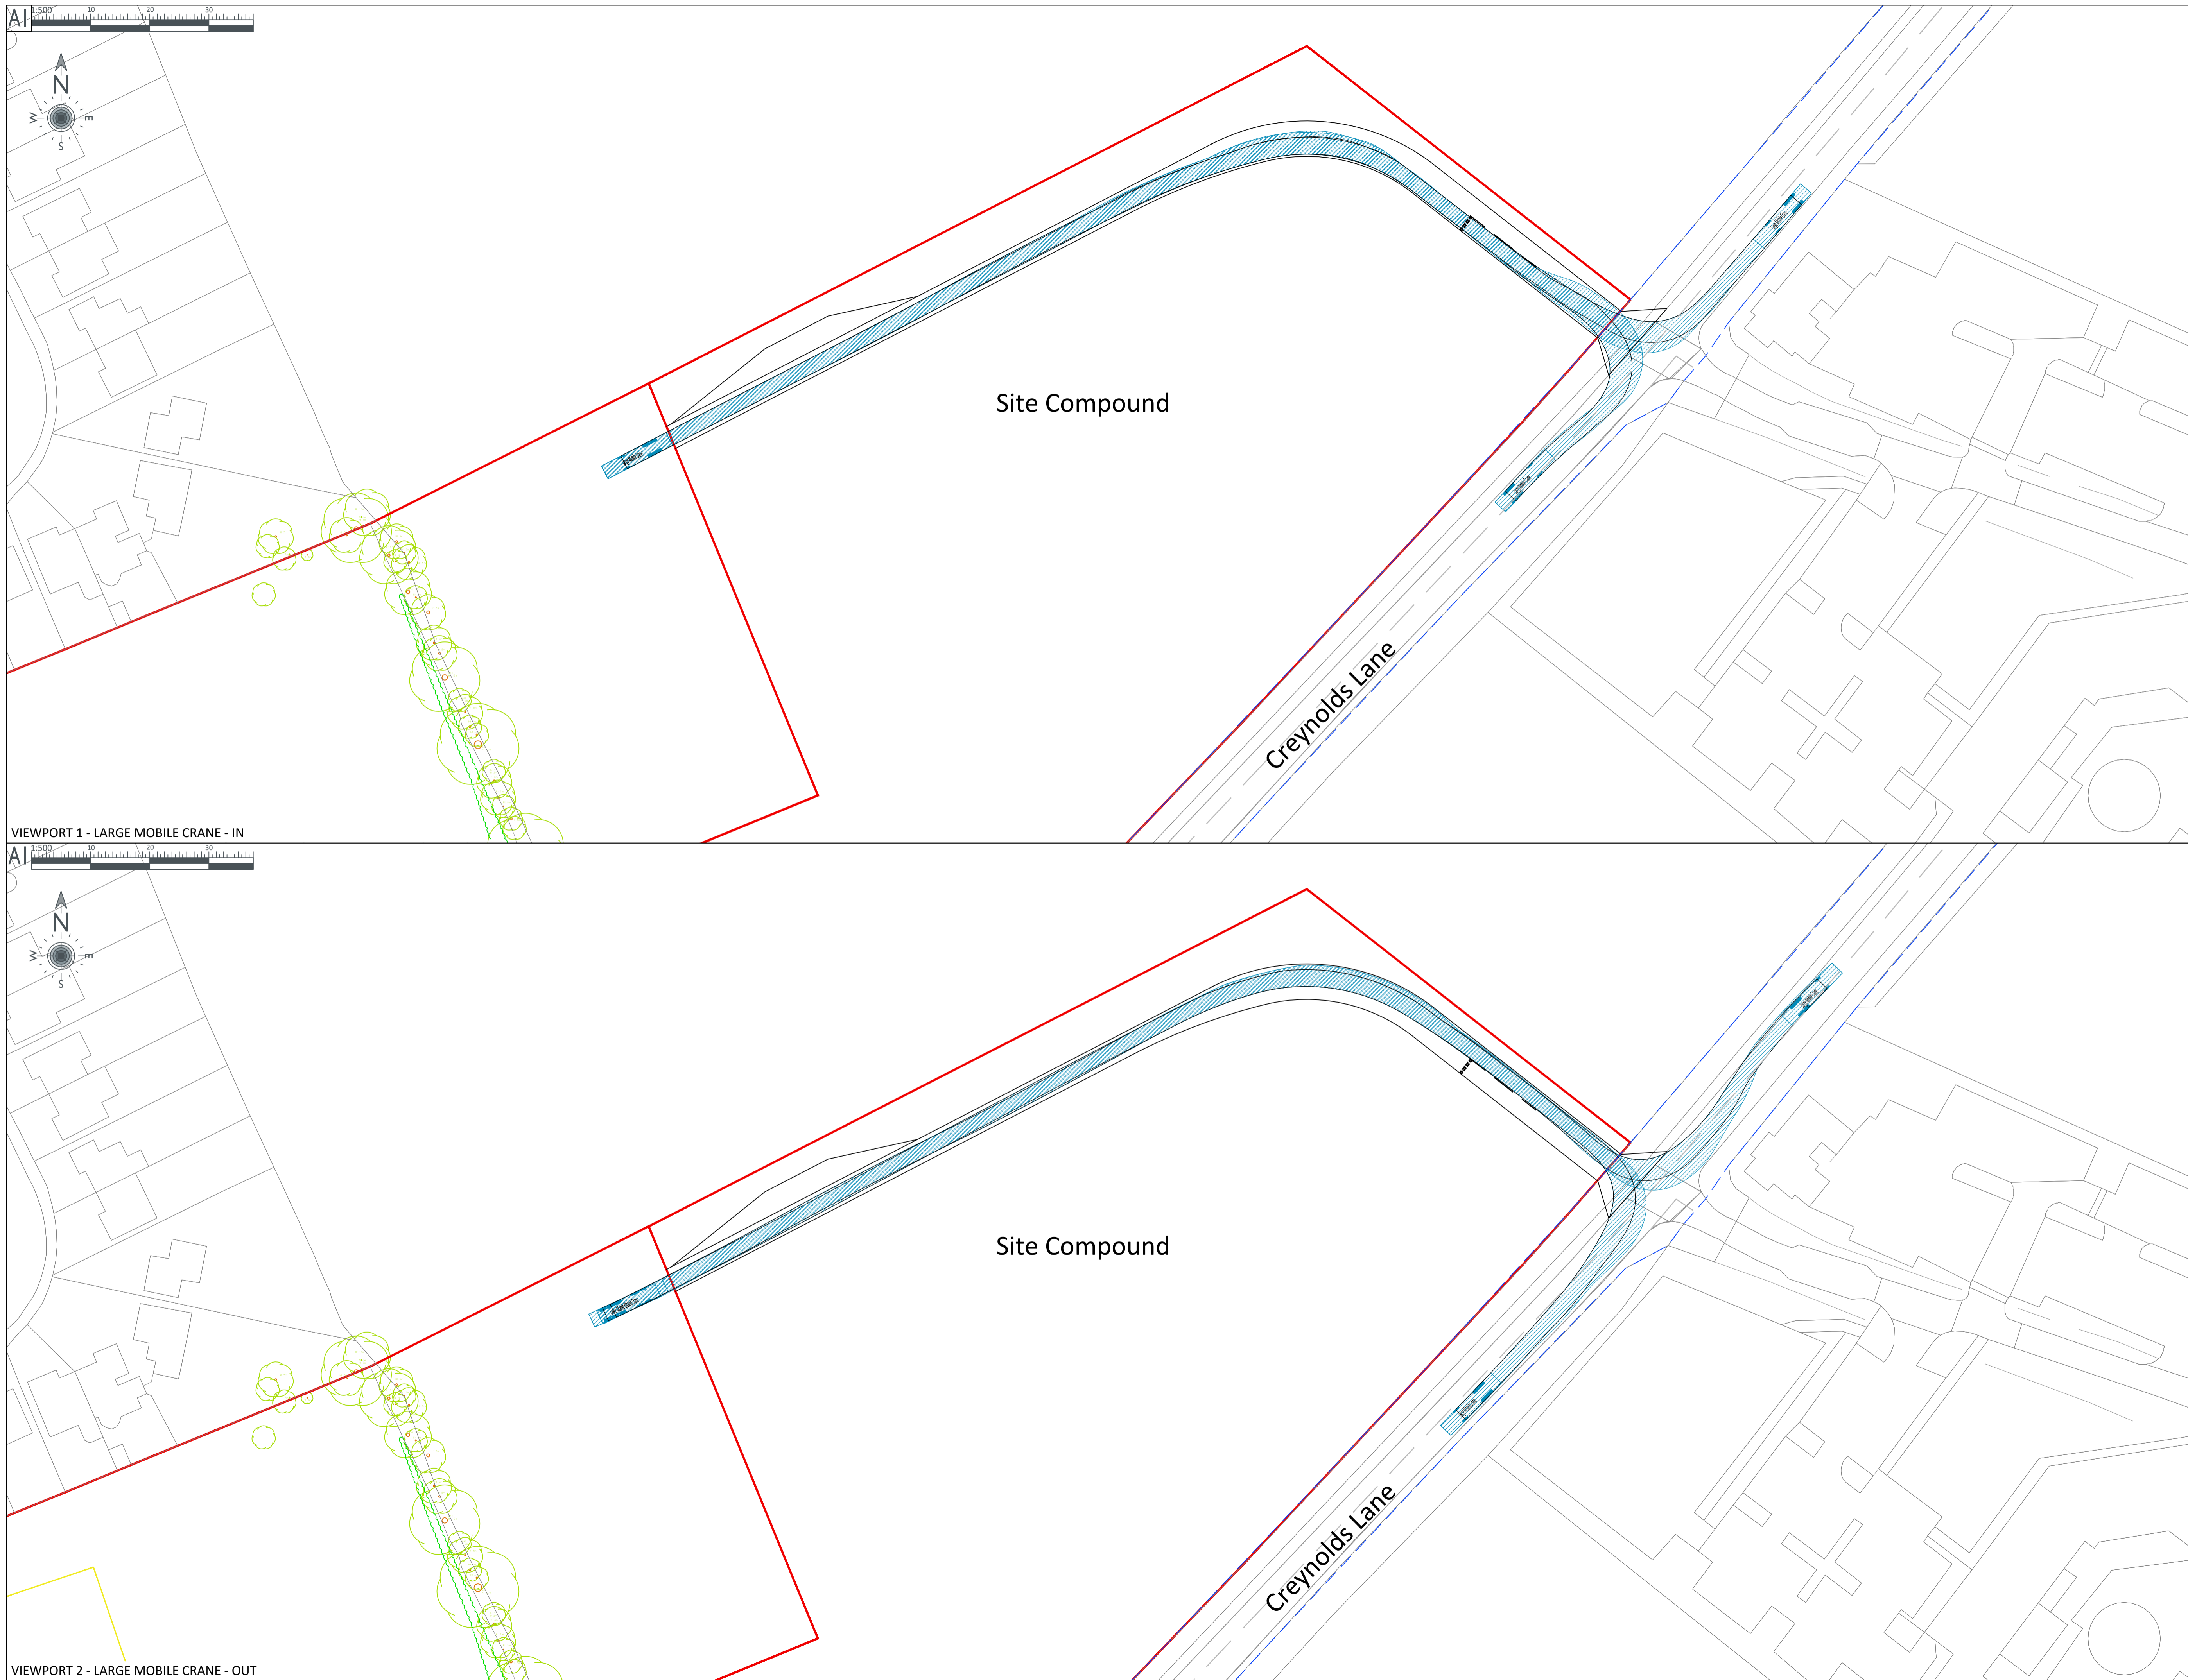 A1
1:500
10
20
30
N
W
E
S
Site Compound
Creynolds Lane
VIEWPORT 1 - LARGE MOBILE CRANE - IN
A1
1:500
10
20
30
N
W
E
S
Site Compound
Creynolds Lane
VIEWPORT 2 - LARGE MOBILE CRANE - OUT